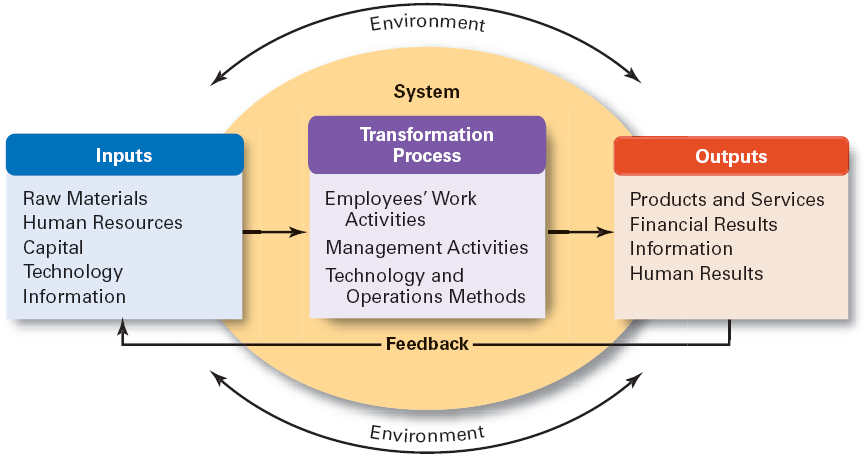 Environment
System
Inputs
Raw Materials
Human Resources
Capital
Technology
Information
Transformation
Process
Employees' Work
Activities
Management Activities
Technology and
Operations Methods
Outputs
Products and Services
Financial Results
Information
Human Results
Feedback
Environment